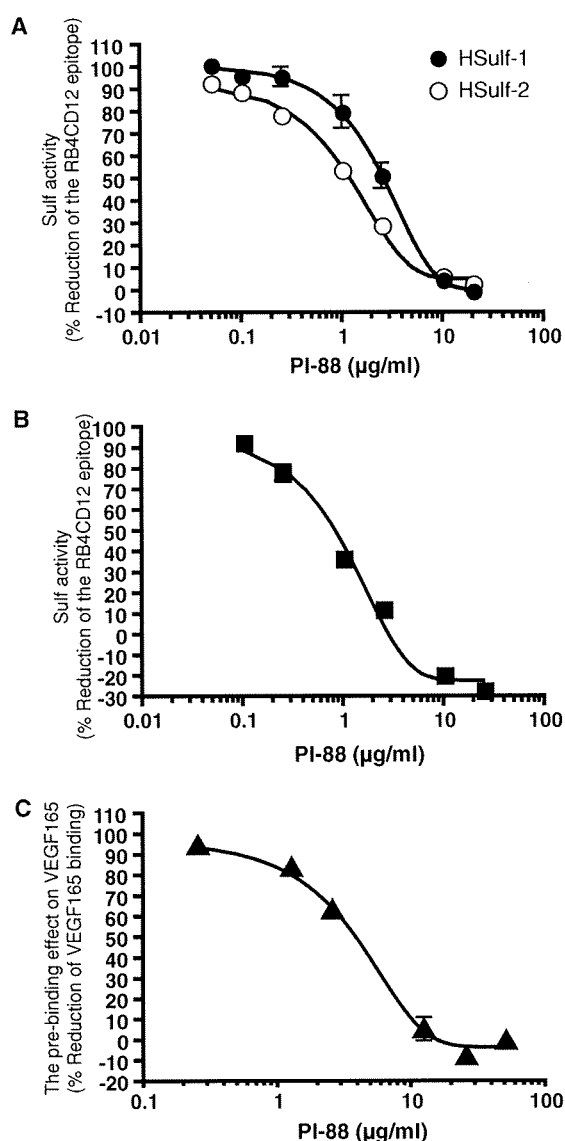 A
Sulf activity
(% Reduction of the RB4CD12 epitope)
110
100
90
80
70
60
50
40
30
20
10
0
-10
HSulf-1
HSulf-2
0.01 0.1 1 10 100
PI-88 (µg/ml)
B
Sulf activity
(% Reduction of the RB4CD12 epitope)
100
90
80
70
60
50
40
30
20
10
0
-10
-20
-30
0.01 0.1 1 10 100
PI-88 (µg/ml)
C
The pre-binding effect on VEGF165
(% Reduction of VEGF165 binding)
110
100
90
80
70
60
50
40
30
20
10
0
-10
-20
0.1 1 10 100
PI-88 (µg/ml)